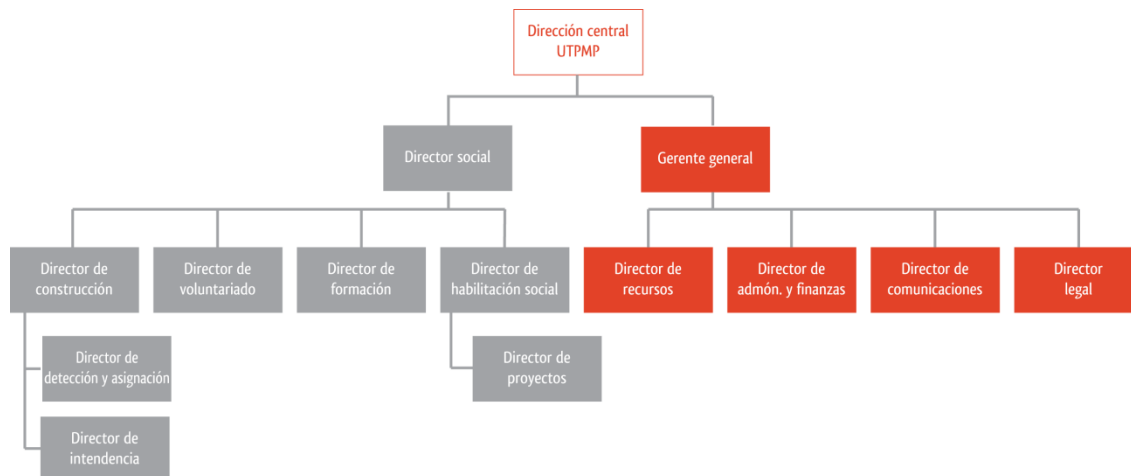 Dirección central
UTPMP
Director social
Gerente general
Director de
construcción
Director de
voluntariado
Director de
formación
Director de
habilitación social
Director de
recursos
Director de
admón. y finanzas
Director de
comunicaciones
Director
legal
Director de
detección y asignación
Director de
proyectos
Director de
intendencia